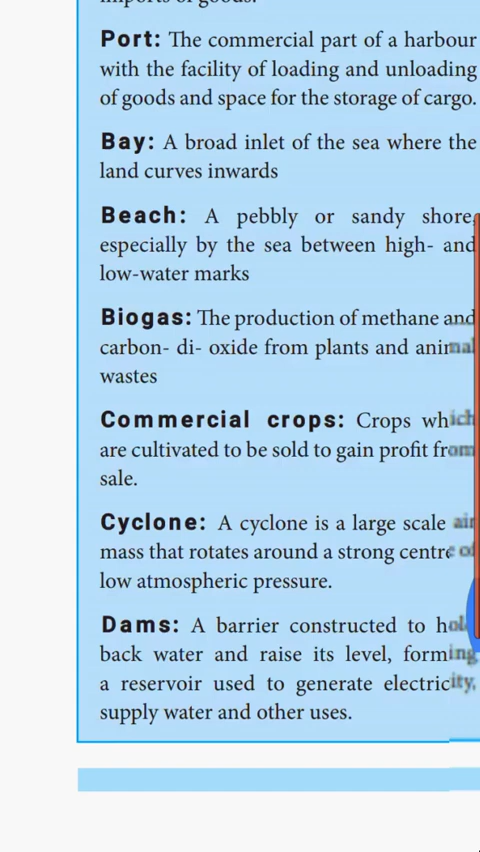 imports of goods.
Port: The commercial part of a harbour
with the facility of loading and unloading
of goods and space for the storage of cargo.
Bay: A broad inlet of the sea where the
land curves inwards
Beach: A pebbly or sandy shore,
especially by the sea between high- and
low-water marks
Biogas: The production of methane and
carbon- di- oxide from plants and animal
wastes
Commercial crops: Crops which
are cultivated to be sold to gain profit from
sale.
Cyclone: A cyclone is a large scale air
mass that rotates around a strong centre of
low atmospheric pressure.
Dams: A barrier constructed to hold
back water and raise its level, forming
a reservoir used to generate electricity,
supply water and other uses.